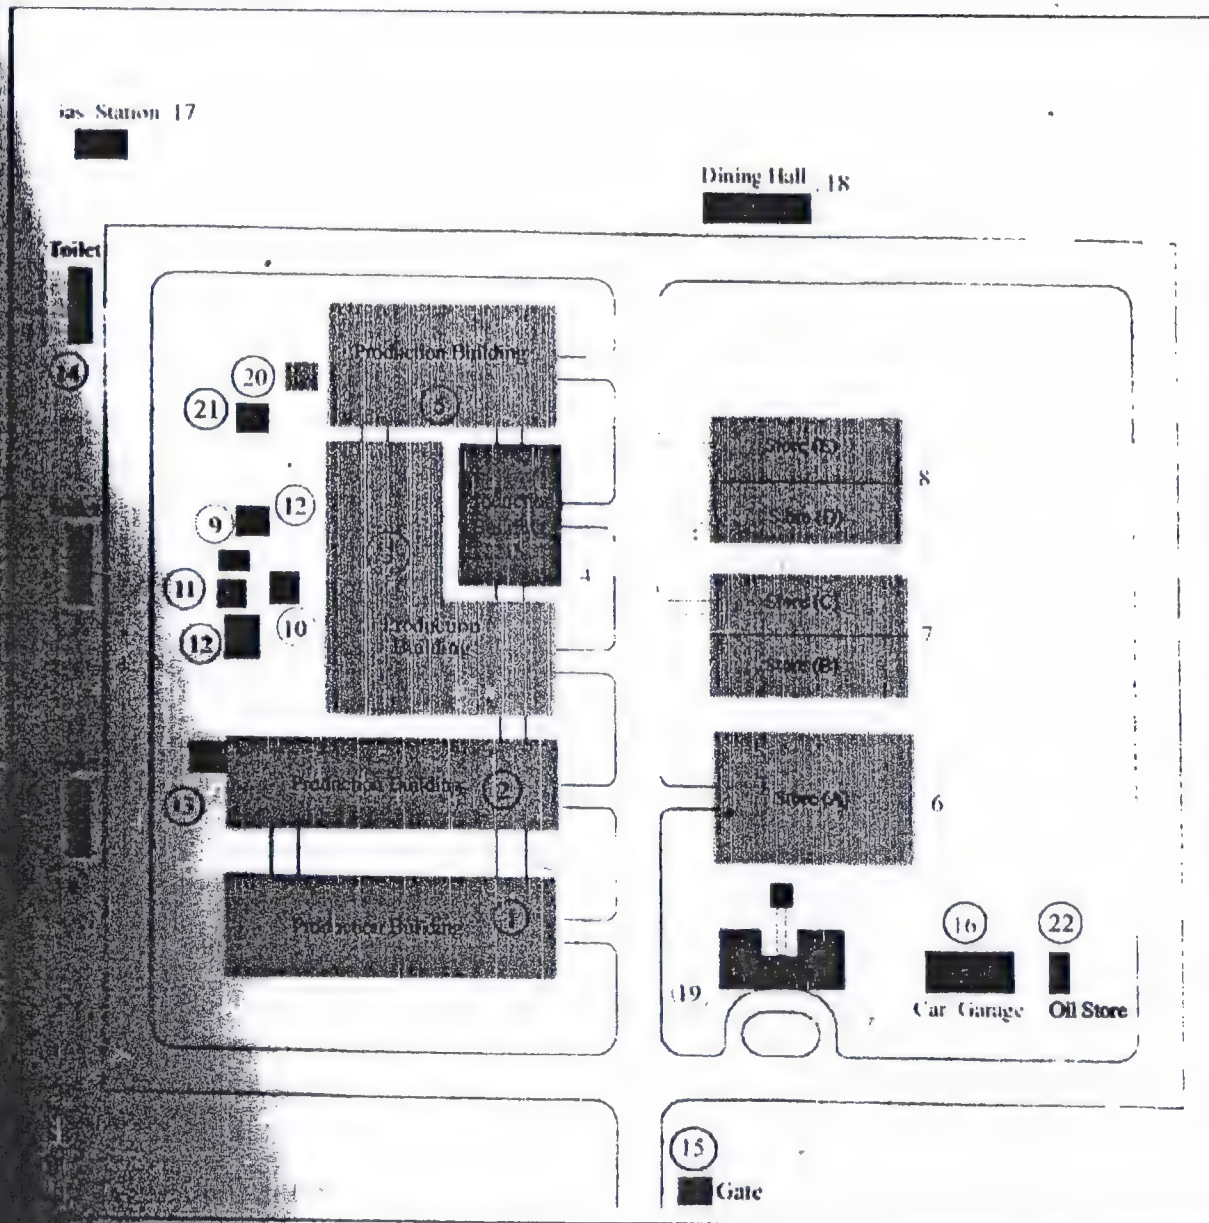 ias Station 17
Dining Hall 18
Toilet
14
Production Building
5
20
21
9
12
11
10
12
4
Production
Building
Store (D)
8
Store (C)
Store (B)
7
Production Building
2
13
Store (A)
6
Production Building
1
(19)
16
22
Car Garage
Oil Store
15
Gate